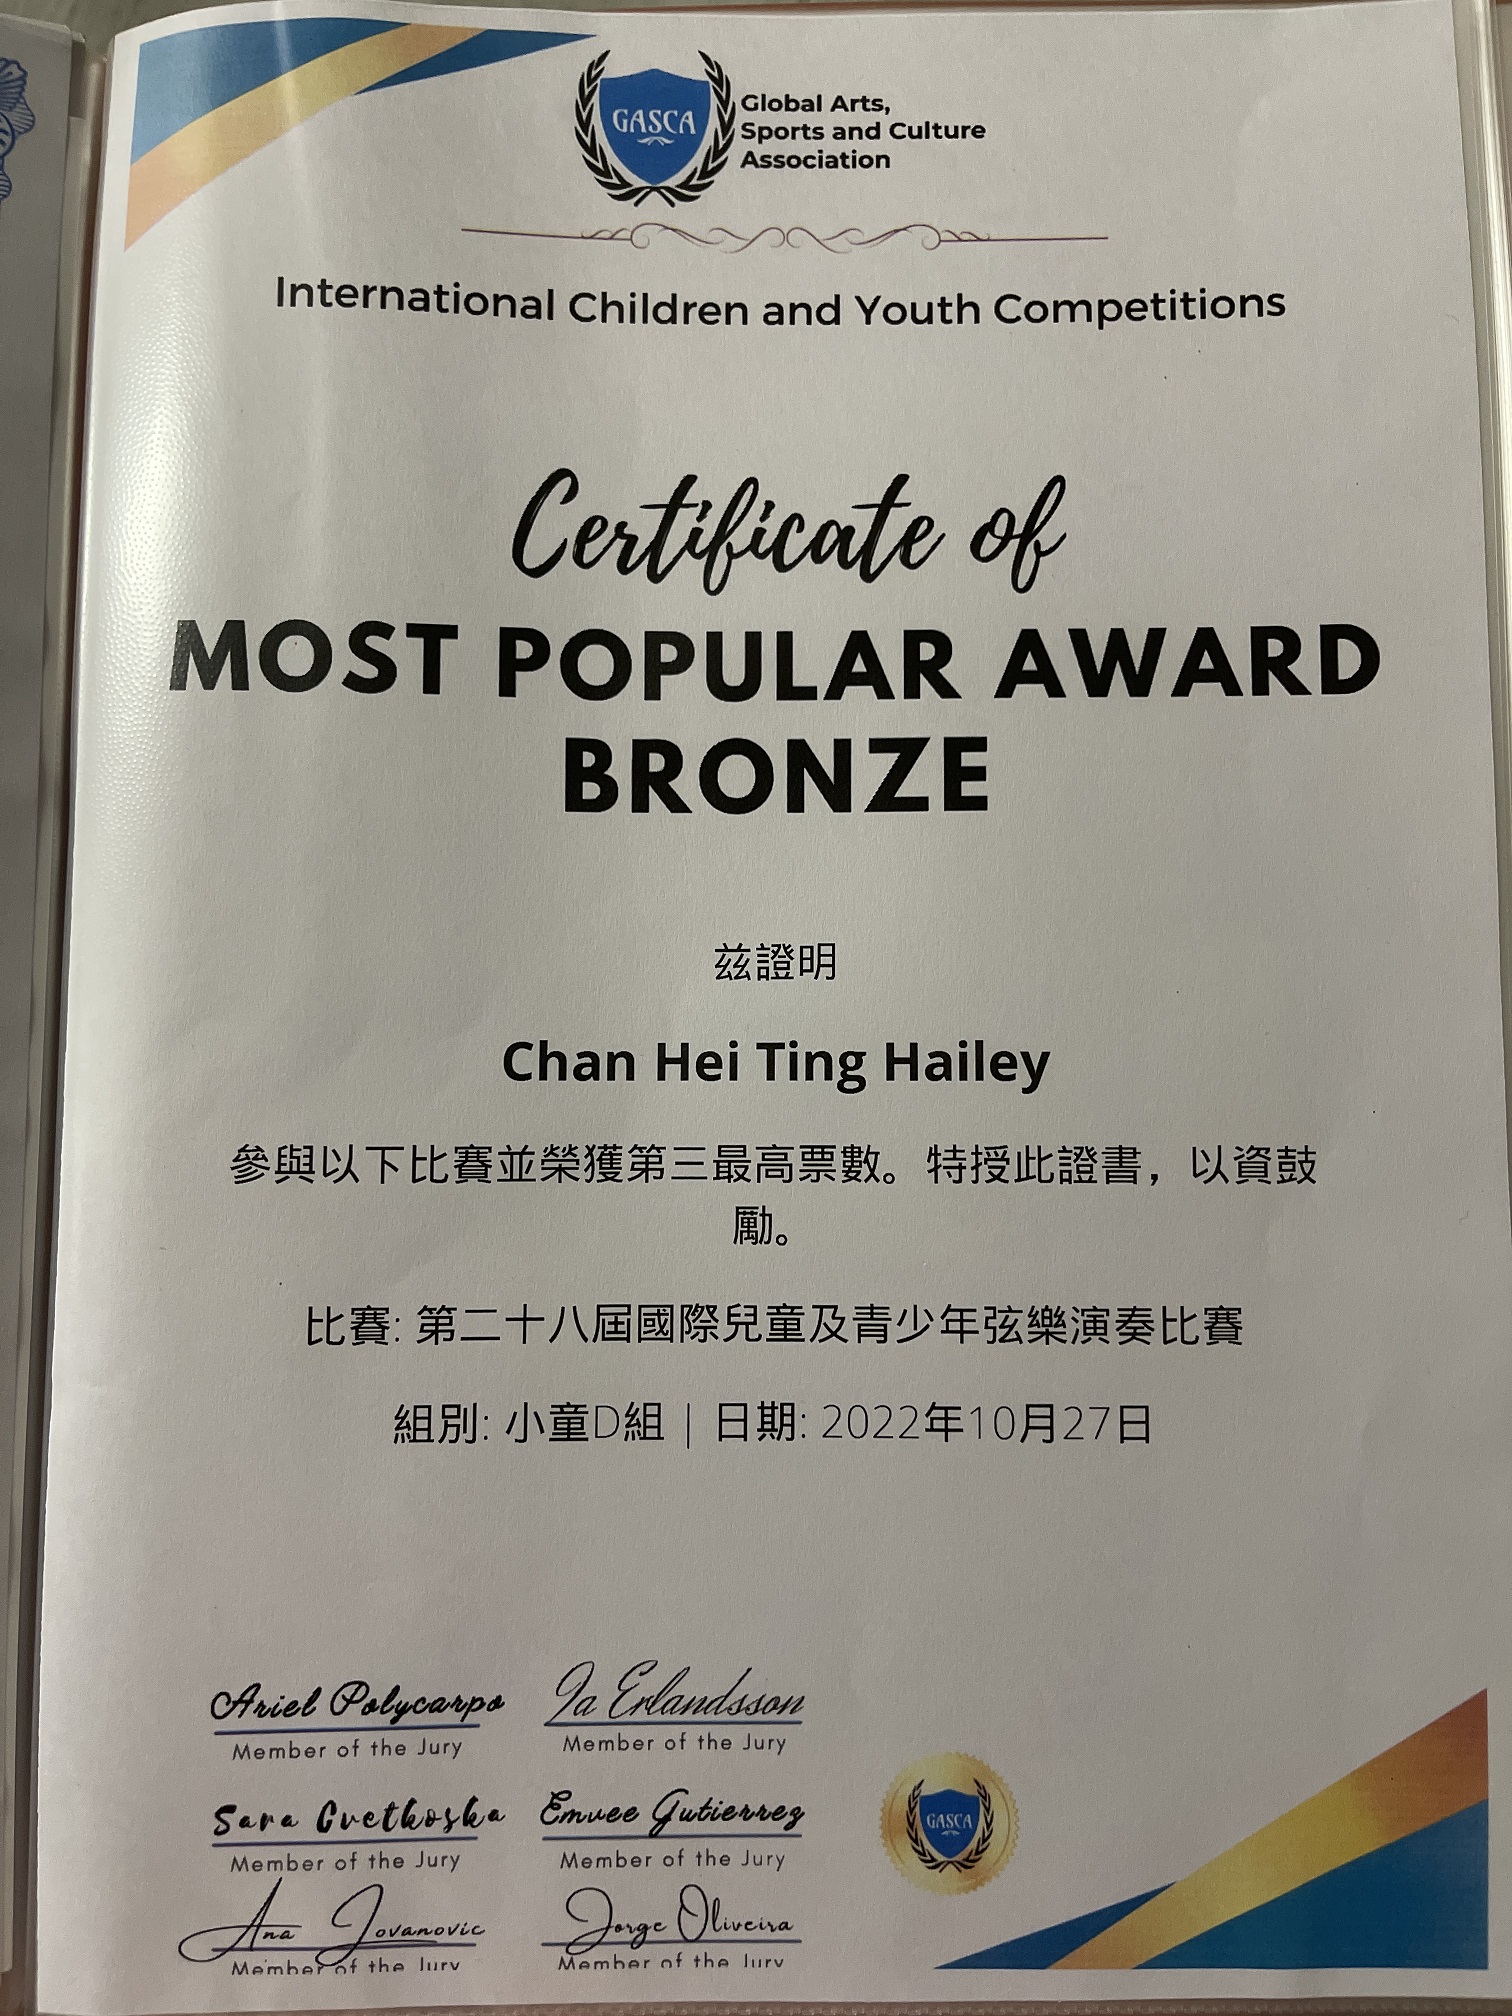 GASCA
Global Arts,
Sports and Culture
Association
International Children and Youth Competitions
Certificate of
MOST POPULAR AWARD
BRONZE
玆證明
Chan Hei Ting Hailey
參與以下比賽並榮獲第三最高票數。特授此證書，以資鼓
勵。
比賽: 第二十八屆國際兒童及青少年弦樂演奏比賽
組別: 小童D組 | 日期: 2022年10月27日
Ariel Polycarpo
Member of the Jury
Ia Erlandsson
Member of the Jury
Sara Cvetkoska
Member of the Jury
Emvee Gutierrez
Member of the Jury
Ana Jovanovic
Member of the Jury
Jorge Oliveira
Member of the Jury
GASCA